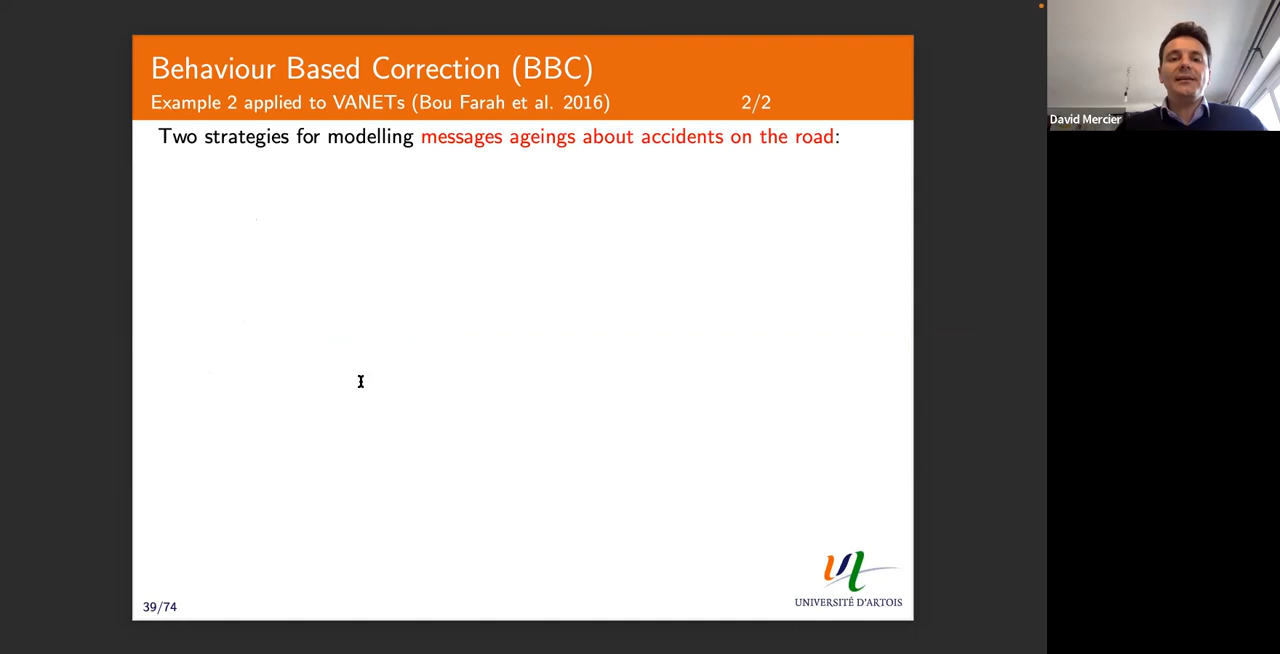 Behaviour Based Correction (BBC)
Example 2 applied to VANETs (Bou Farah et al. 2016) 2/2
Two strategies for modelling messages ageings about accidents on the road:
David Mercier
UNIVERSITÉ D'ARTOIS
39/74